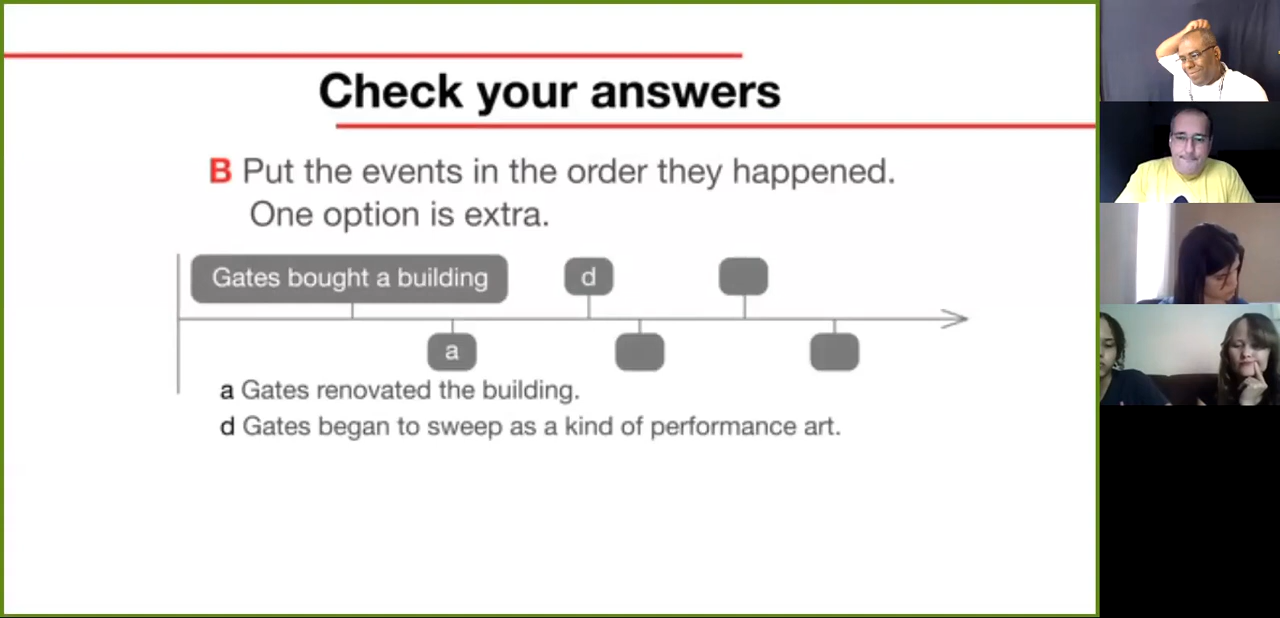 Check your answers
B Put the events in the order they happened.
One option is extra.
Gates bought a building
d
a
a Gates renovated the building.
d Gates began to sweep as a kind of performance art.